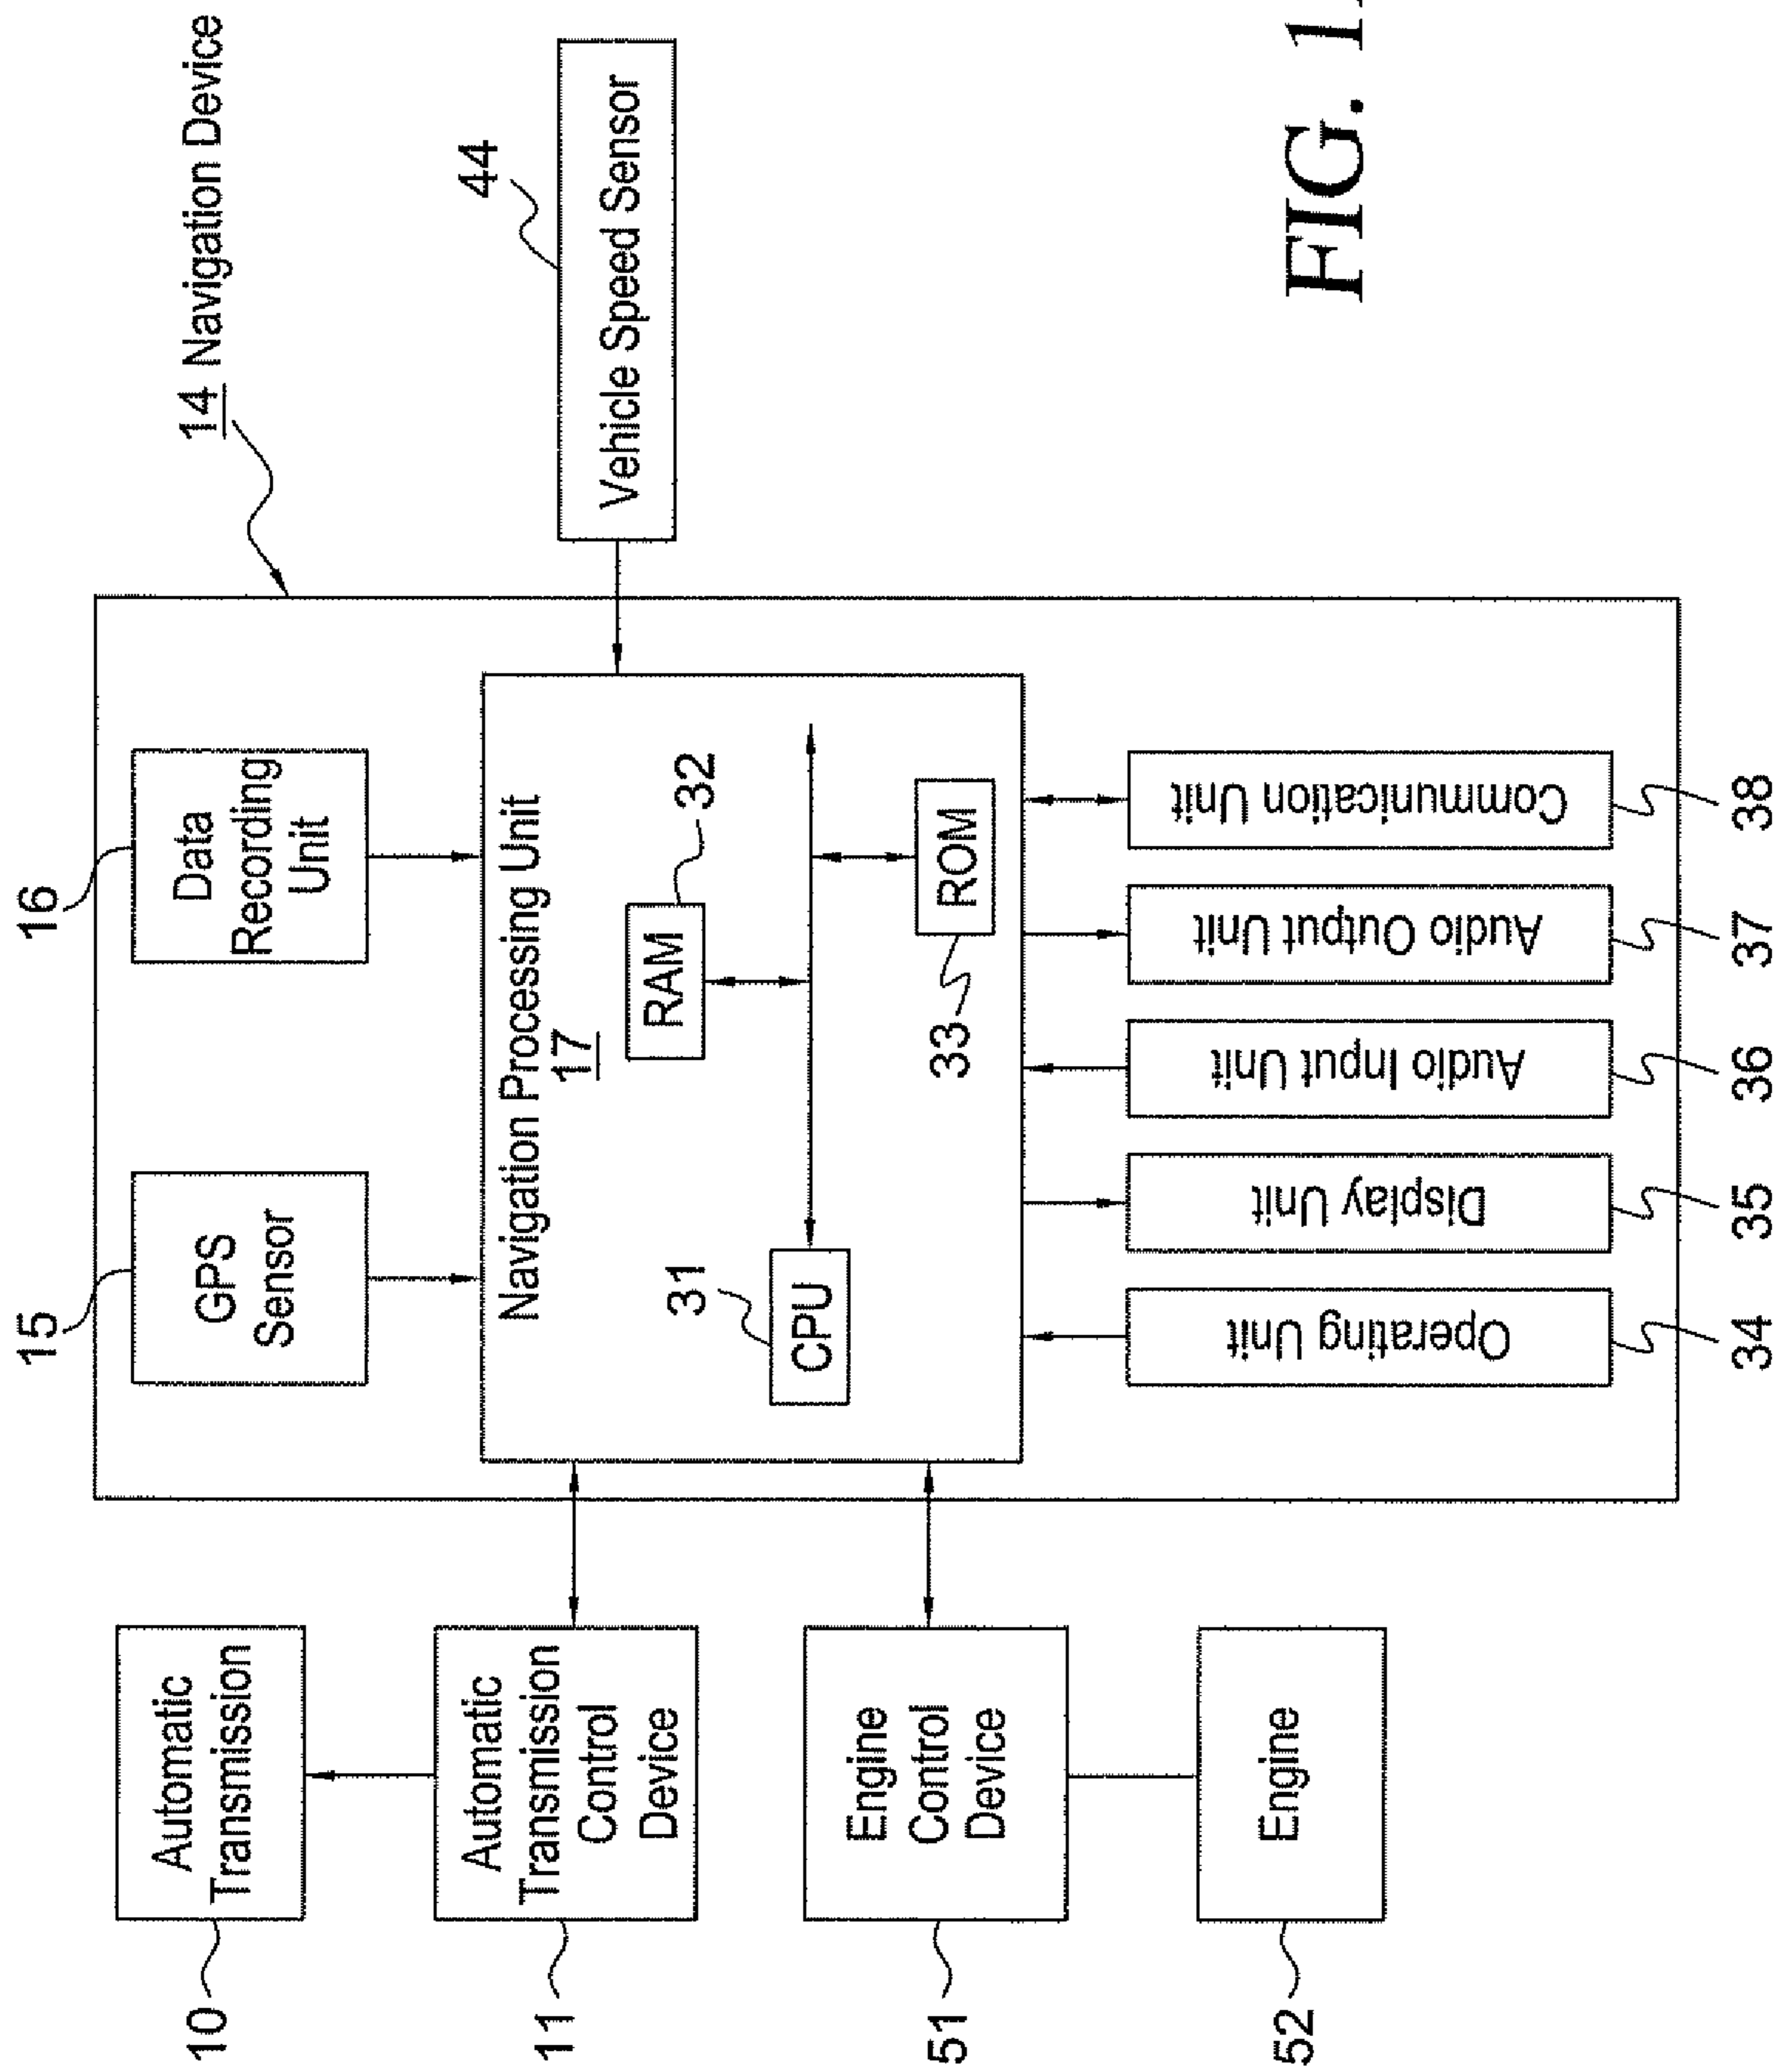 14 Navigation Device
16
15
Data
Recording
Unit
GPS
Sensor
44
Vehicle Speed Sensor
Navigation Processing Unit
17
32
RAM
31
CPU
33
ROM
10
Automatic
Transmission
11
Automatic
Transmission
Control
Device
51
Engine
Control
Device
52
Engine
Operating Unit
Display Unit
Audio Input Unit
Audio Output Unit
Communication Unit
34
35
36
37
38
FIG. 1